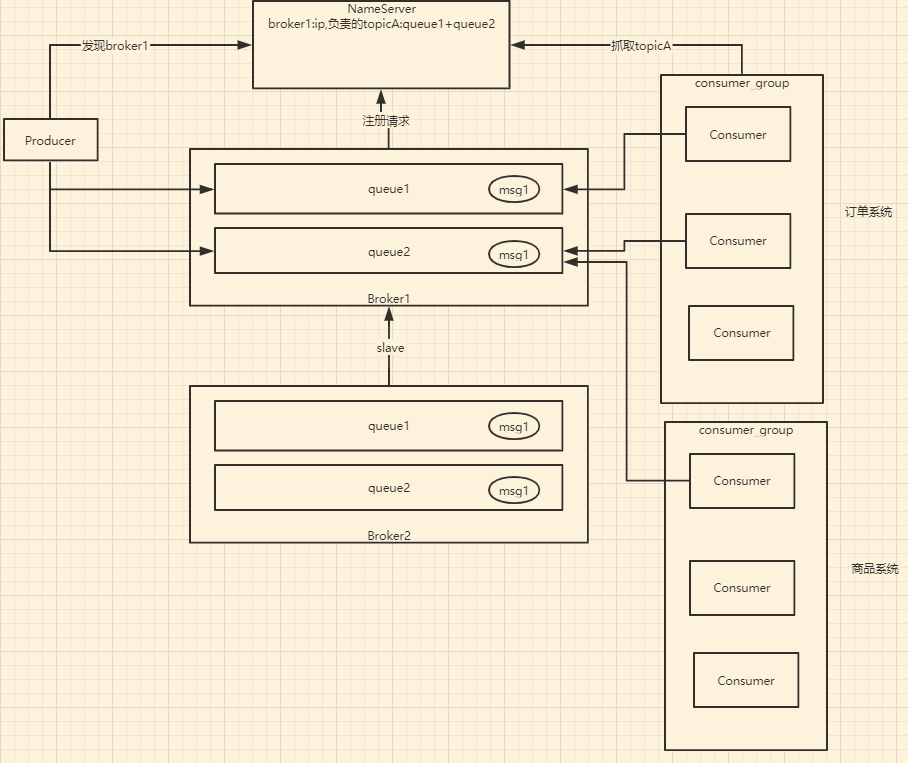 NameServer
broker1:ip,负责的topicA:queue1+queue2
发现broker1
抓取topicA
注册请求
Producer
queue1
msg1
queue2
msg1
Broker1
slave
queue1
msg1
queue2
msg1
Broker2
consumer_group
Consumer
Consumer
Consumer
订单系统
consumer_group
Consumer
Consumer
Consumer
商品系统